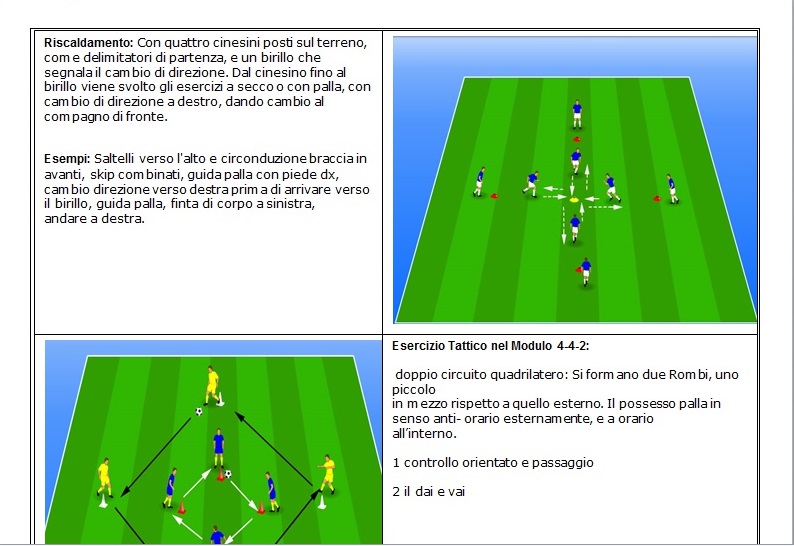 Riscaldamento: Con quattro cinesini posti sul terreno,
come delimitatori di partenza, e un birillo che
segnala il cambio di direzione. Dal cinesino fino al
birillo viene svolto gli esercizi a secco o con palla, con
cambio di direzione a destro, dando cambio al
compagno di fronte.
Esempi: Saltelli verso l'alto e circonduzione braccia in
avanti, skip combinati, guida palla con piede dx,
cambio direzione verso destra prima di arrivare verso
il birillo, guida palla, finta di corpo a sinistra,
andare a destra.
Esercizio Tattico nel Modulo 4-4-2:
doppio circuito quadrilatero: Si formano due Rombi, uno
piccolo
in mezzo rispetto a quello esterno. Il possesso palla in
senso anti- orario esternamente, e a orario
all’interno.
1 controllo orientato e passaggio
2 il dai e vai